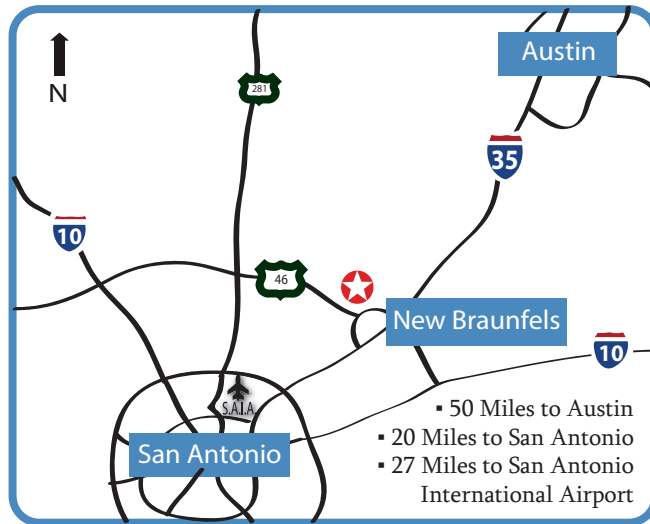 Austin
N
281
35
10
46
New Braunfels
10
S.A.I.A.
▪ 50 Miles to Austin
▪ 20 Miles to San Antonio
San Antonio
▪ 27 Miles to San Antonio
International Airport